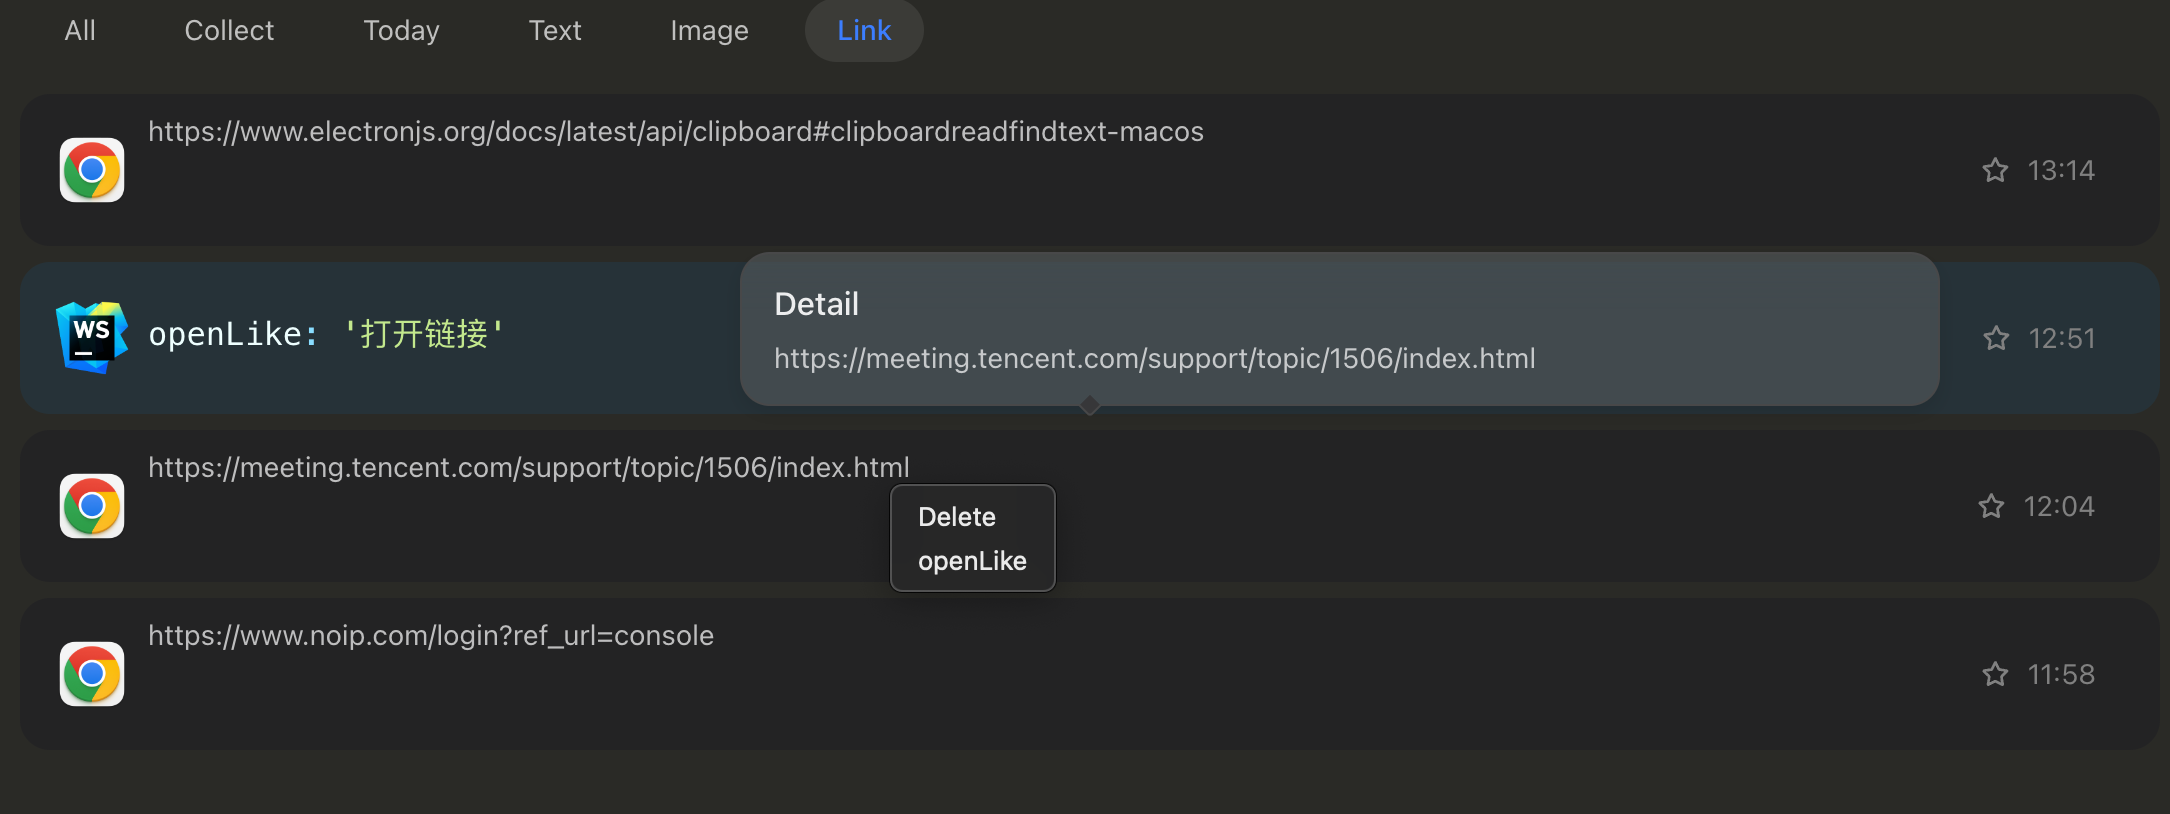 All Collect Today Text Image Link
https://www.electronjs.org/docs/latest/api/clipboard#clipboardreadfindtext-macos
13:14
WS
openLike: '打开链接'
Detail
https://meeting.tencent.com/support/topic/1506/index.html
12:51
https://meeting.tencent.com/support/topic/1506/index.html
12:04
Delete
openLike
https://www.noip.com/login?ref_url=console
11:58